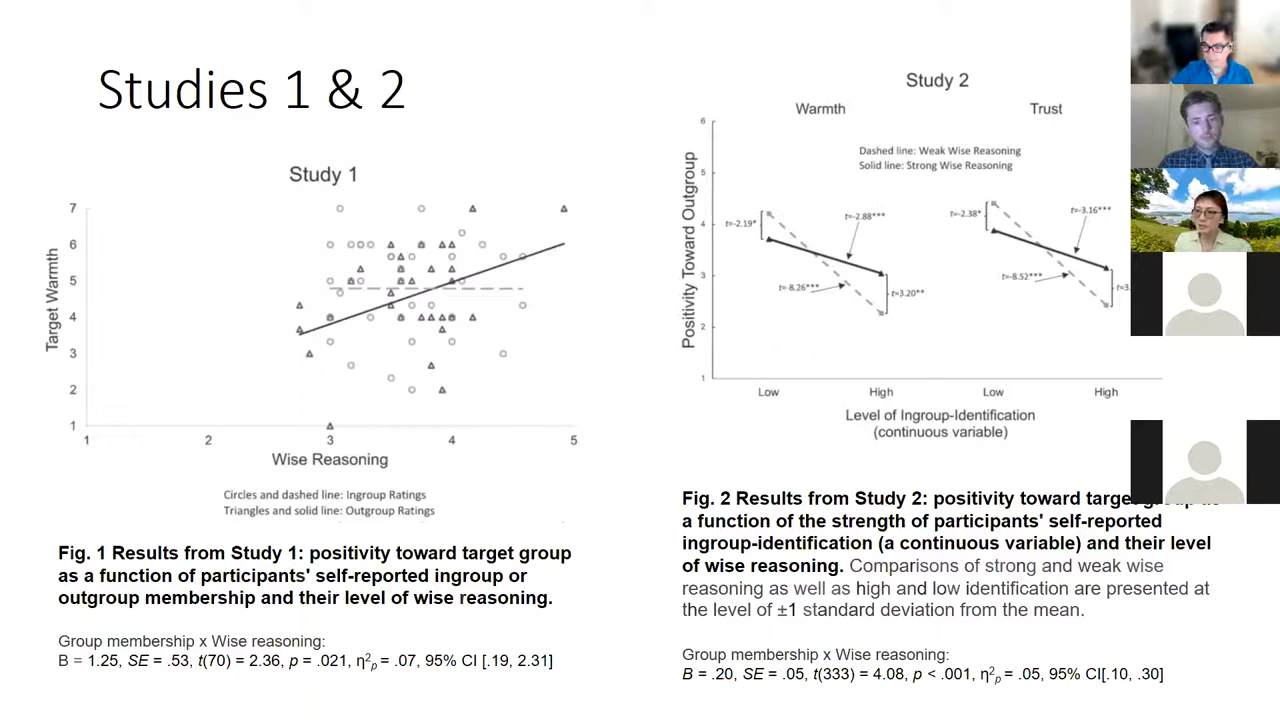 Studies 1 & 2
Study 1
7
6
5
4
3
2
1
Target Warmth
1
2
3
4
5
Wise Reasoning
Circles and dashed line: Ingroup Ratings
Triangles and solid line: Outgroup Ratings
Fig. 1 Results from Study 1: positivity toward target group
as a function of participants' self-reported ingroup or
outgroup membership and their level of wise reasoning.
Group membership x Wise reasoning:
B = 1.25, SE = .53, t(70) = 2.36, p = .021, η²p = .07, 95% CI [.19, 2.31]
Study 2
Warmth
Trust
Dashed line: Weak Wise Reasoning
Solid line: Strong Wise Reasoning
6
5
4
3
2
1
Positivity Toward Outgroup
t=-2.19*
t=-2.88***
t=-8.26***
t=3.20**
t=-2.38*
t=-3.16***
t=-8.52***
t=3.
Low
High
Low
High
Level of Ingroup-Identification
(continuous variable)
Fig. 2 Results from Study 2: positivity toward target
a function of the strength of participants' self-reported
ingroup-identification (a continuous variable) and their level
of wise reasoning. Comparisons of strong and weak wise
reasoning as well as high and low identification are presented at
the level of ±1 standard deviation from the mean.
Group membership x Wise reasoning:
B = .20, SE = .05, t(333) = 4.08, p < .001, η²p = .05, 95% CI[.10, .30]